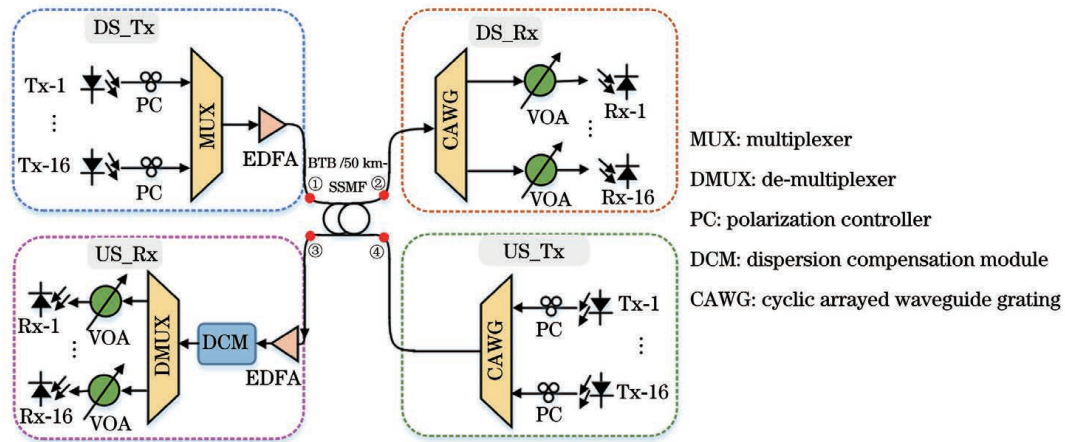 DS_Tx
Tx-1
PC
⋮
Tx-16
PC
MUX
EDFA
BTB /50 km-
SSMF
①
②
③
④
DS_Rx
CAWG
VOA
Rx-1
⋮
VOA
Rx-16
US_Rx
Rx-1
VOA
⋮
Rx-16
VOA
DMUX
DCM
EDFA
US_Tx
CAWG
PC
Tx-1
⋮
PC
Tx-16
MUX: multiplexer
DMUX: de-multiplexer
PC: polarization controller
DCM: dispersion compensation module
CAWG: cyclic arrayed waveguide grating